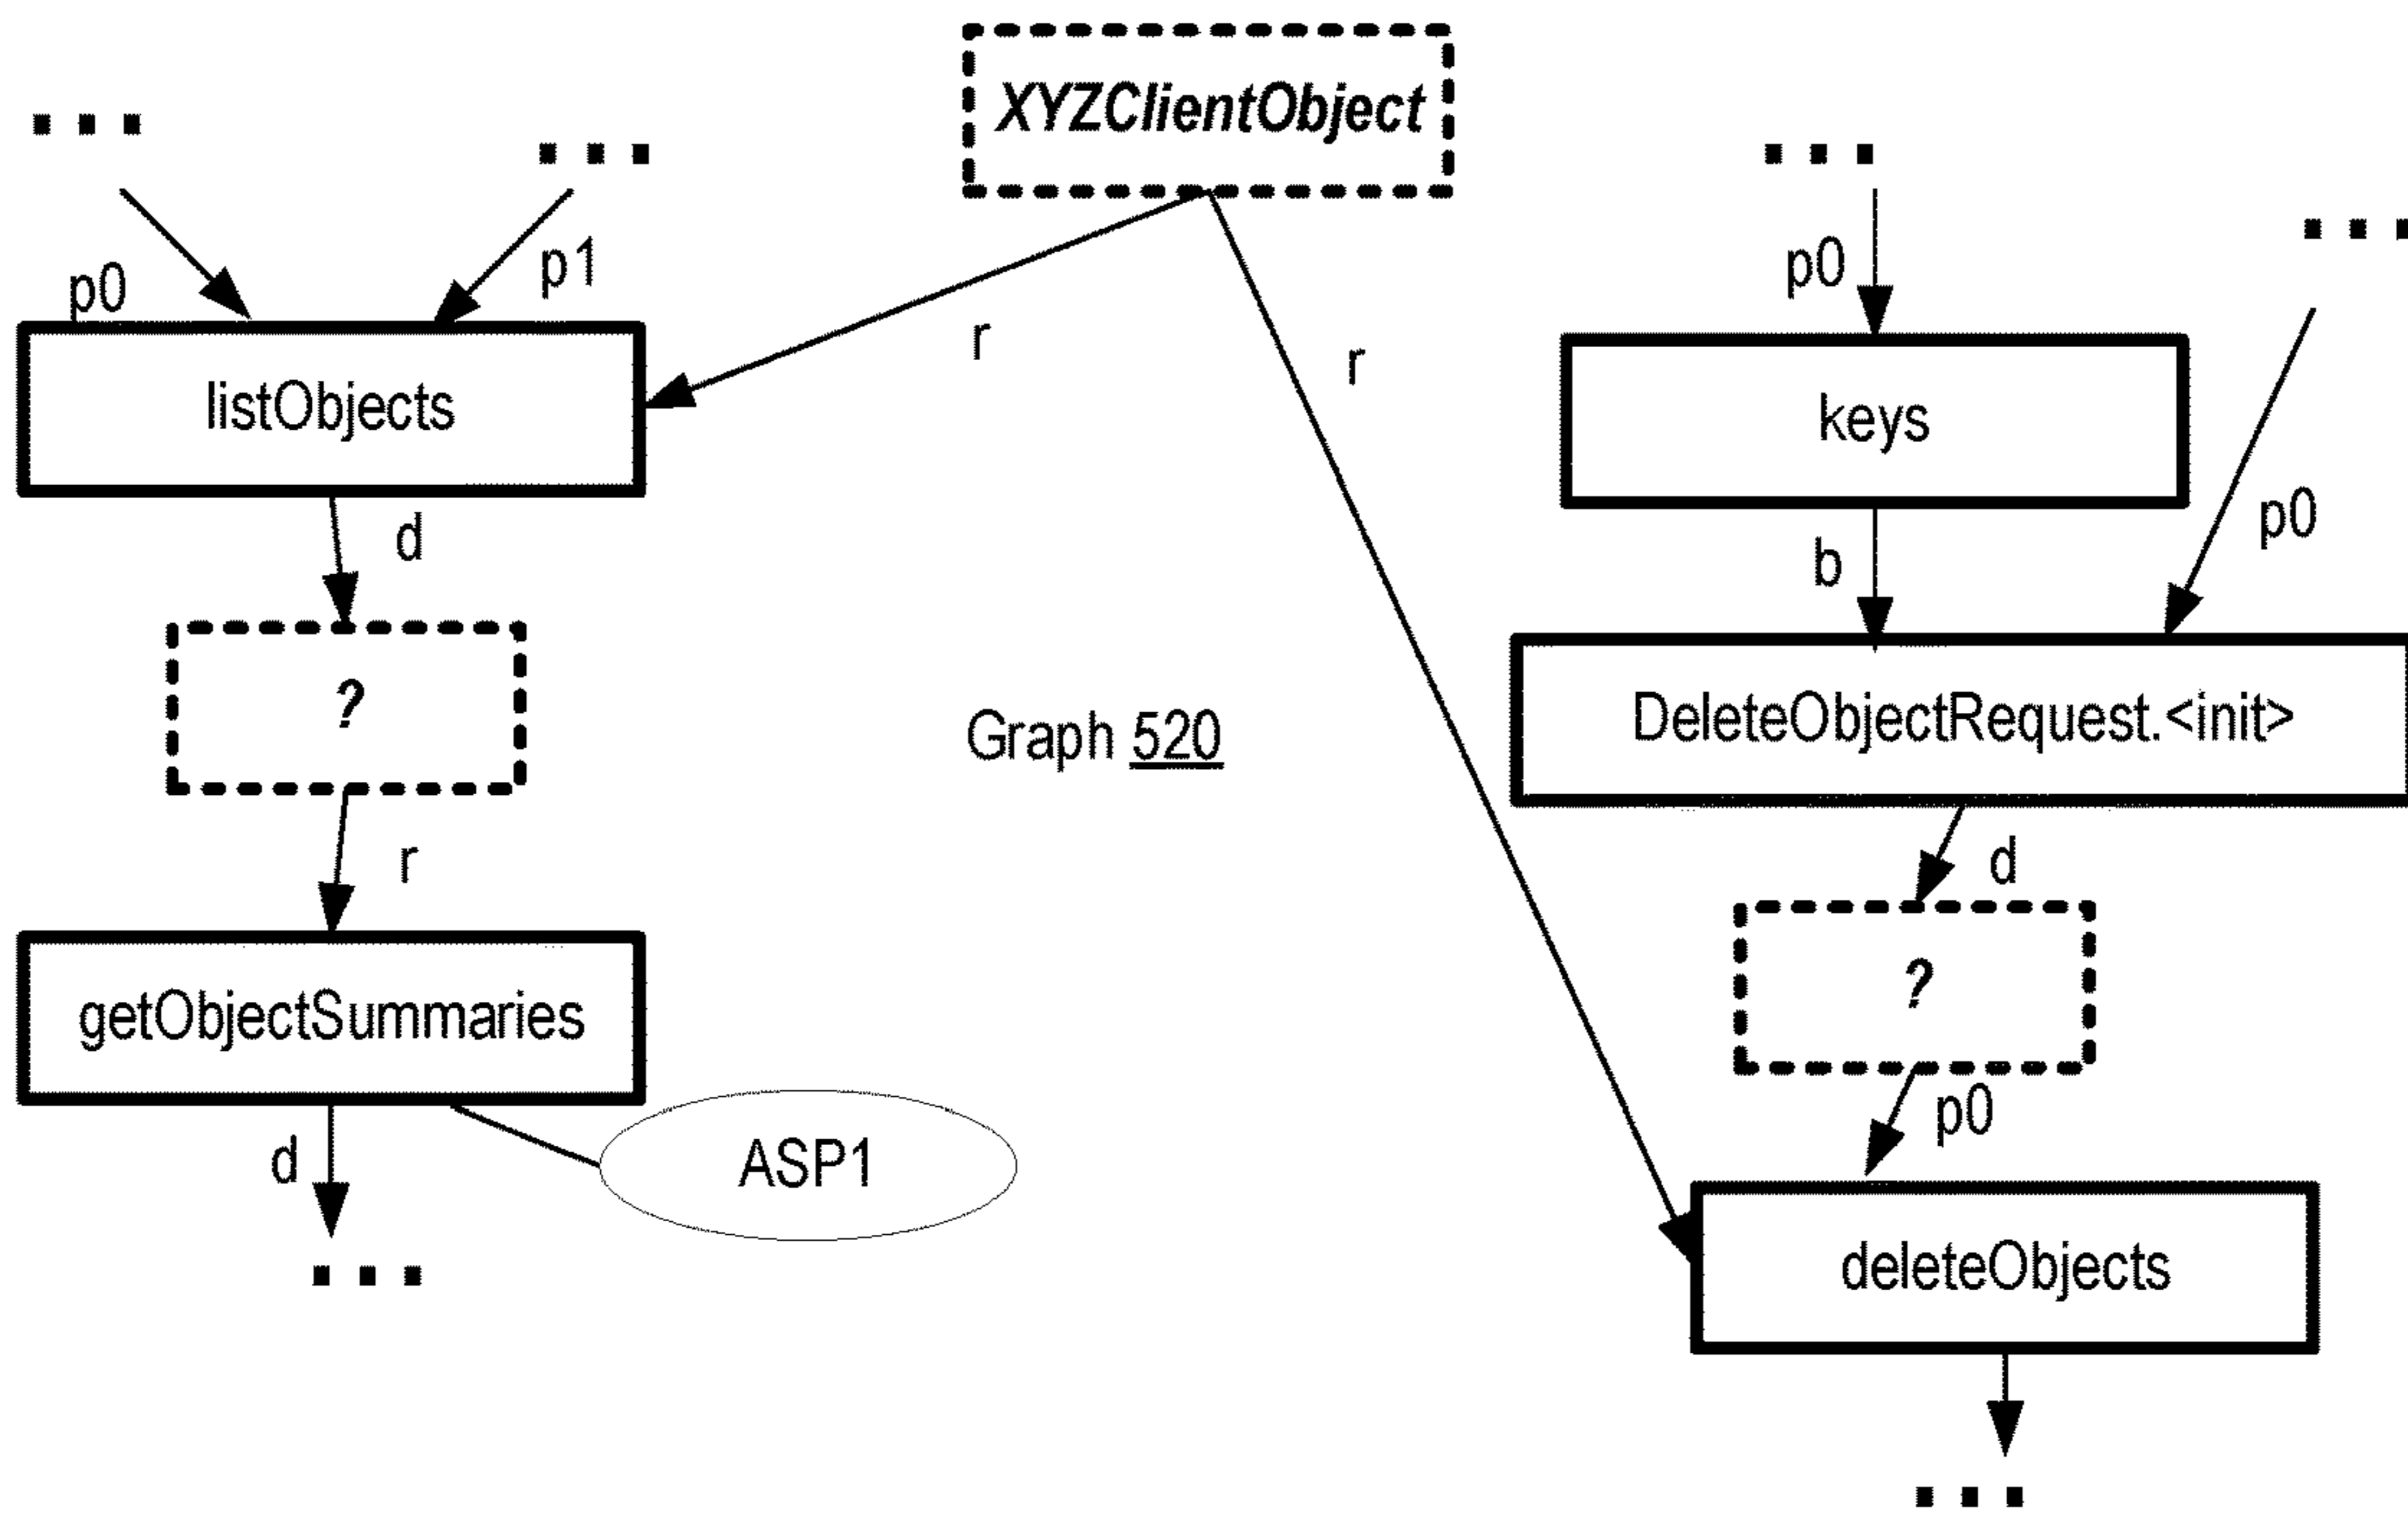 XYZClientObject
...
...
...
...
p0
p1
p0
r
r
listObjects
keys
p0
d
b
?
Graph 520
DeleteObjectRequest.<init>
r
d
?
getObjectSummaries
p0
d
ASP1
...
deleteObjects
...